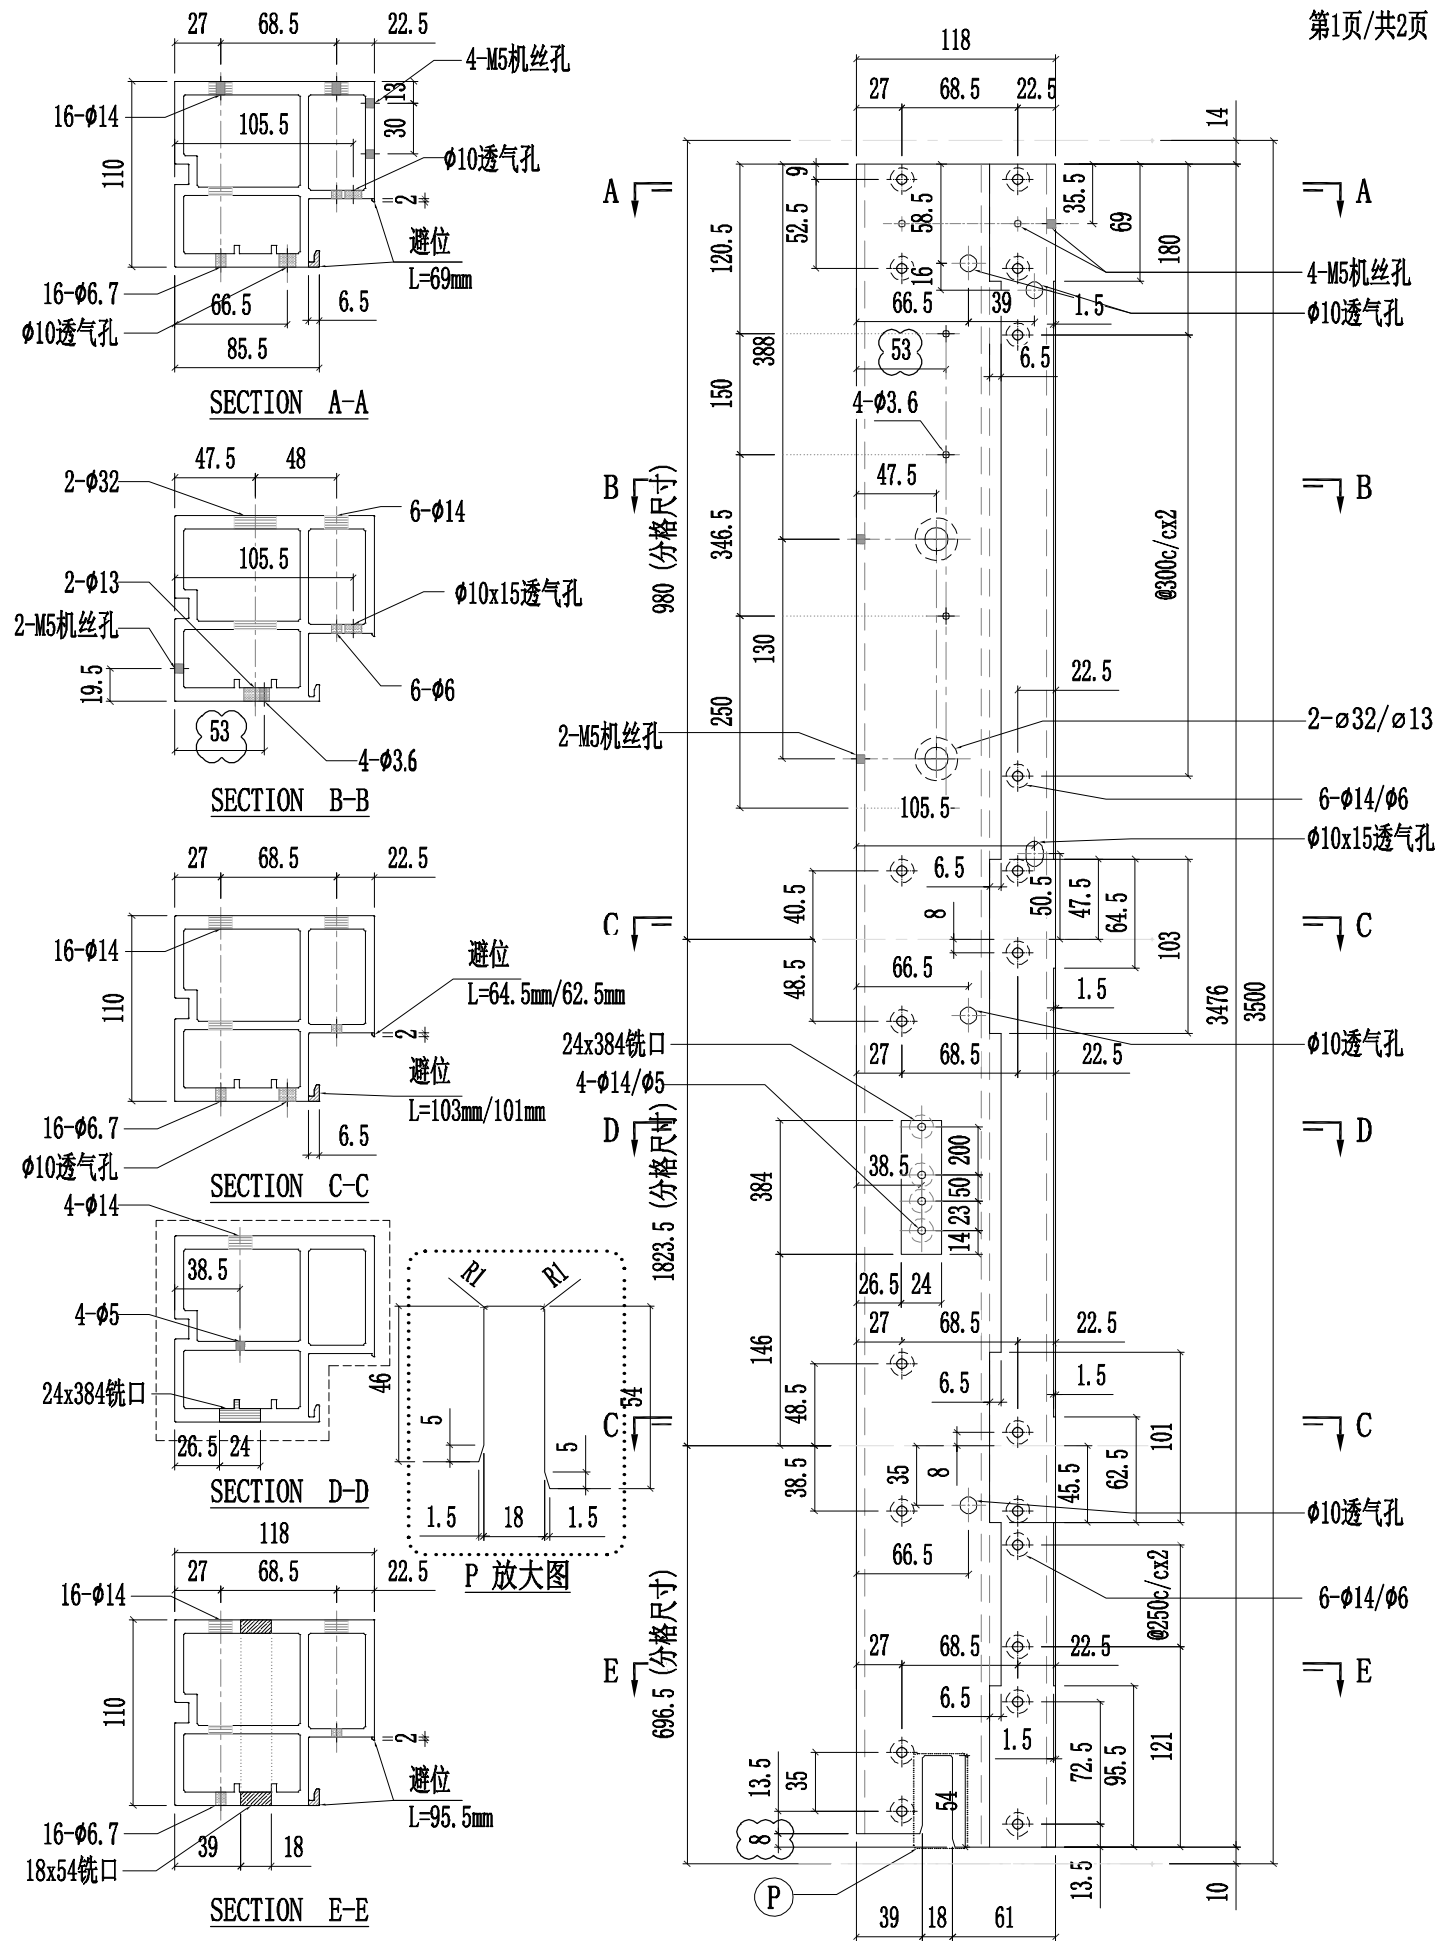 第1页/共2页
27 68.5 22.5
4-M5机丝孔
13
16-ϕ14
105.5
30
110
ϕ10透气孔
2
避位
L=69mm
16-ϕ6.7
66.5
6.5
ϕ10透气孔
85.5
SECTION A-A
47.5 48
2-ϕ32
6-ϕ14
105.5
2-ϕ13
ϕ10x15透气孔
2-M5机丝孔
19.5
6-ϕ6
53
4-ϕ3.6
SECTION B-B
27 68.5 22.5
16-ϕ14
避位
L=64.5mm/62.5mm
110
2
避位
L=103mm/101mm
16-ϕ6.7
6.5
ϕ10透气孔
SECTION C-C
4-ϕ14
38.5
4-ϕ5
24x384铣口
26.5 24
SECTION D-D
R1 R1
46
54
5
5
1.5 18 1.5
P 放大图
118
27 68.5 22.5
16-ϕ14
110
2
避位
L=95.5mm
16-ϕ6.7
39 18
18x54铣口
SECTION E-E
118
27 68.5 22.5
14
A A
9
52.5
58.5
35.5
69
180
120.5
16
4-M5机丝孔
66.5 39 1.5
ϕ10透气孔
388
53
6.5
150
4-ϕ3.6
B B
980 (分格尺寸)
47.5
346.5
@300c/cx2
130
22.5
250
2-M5机丝孔
2-⌀32/⌀13
105.5
6-ϕ14/ϕ6
ϕ10x15透气孔
6.5
40.5
8
50.5
47.5
64.5
103
C C
48.5
66.5
1.5
3476
3500
24x384铣口
27 68.5 22.5
ϕ10透气孔
4-ϕ14/ϕ5
D D
1823.5 (分格尺寸)
384
38.5
200
50
23
14
26.5 24
146
27 68.5 22.5
48.5
6.5
1.5
101
C C
38.5
35
8
45.5
62.5
ϕ10透气孔
66.5
@250c/cx2
6-ϕ14/ϕ6
696.5 (分格尺寸)
27 68.5 22.5
E E
6.5
1.5
13.5
35
72.5
95.5
121
54
8
P
13.5
10
39 18 61